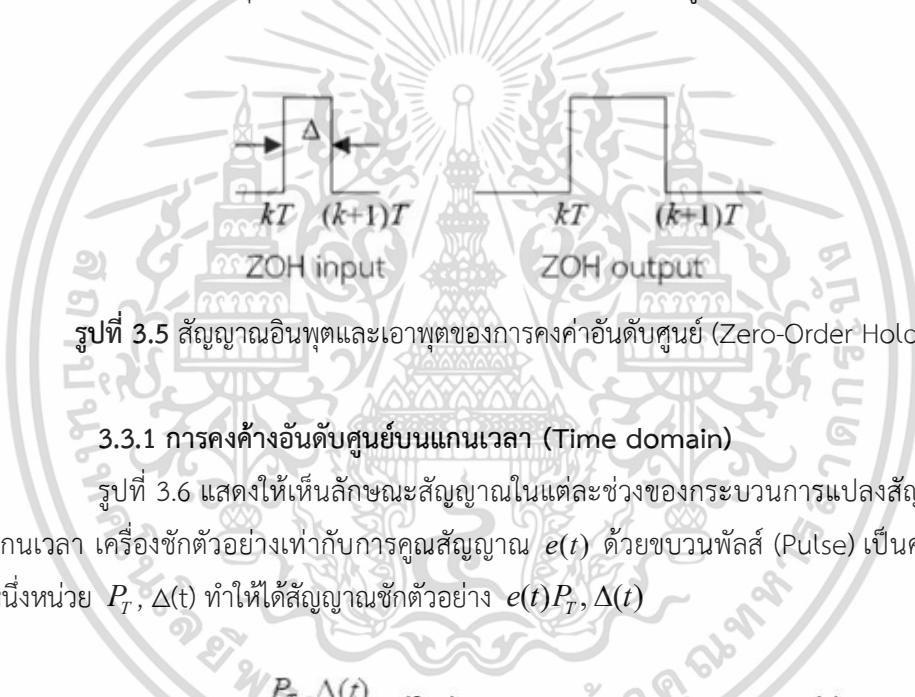 Δ
kT (k+1)T kT (k+1)T
ZOH input ZOH output
รูปที่ 3.5 สัญญาณอินพุตและเอาพุตของการคงค่าอันดับศูนย์ (Zero-Order Hold
3.3.1 การคงค้างอันดับศูนย์บนแกนเวลา (Time domain)
รูปที่ 3.6 แสดงให้เห็นลักษณะสัญญาณในแต่ละช่วงของกระบวนการแปลงสัญ
กนเวลา เครื่องชักตัวอย่างเท่ากับการคูณสัญญาณ e(t) ด้วยขบวนพัลส์ (Pulse) เป็นค
นึ่งหน่วย P_T , Δ(t) ทำให้ได้สัญญาณชักตัวอย่าง e(t)P_T, Δ(t)
P_T, Δ(t)